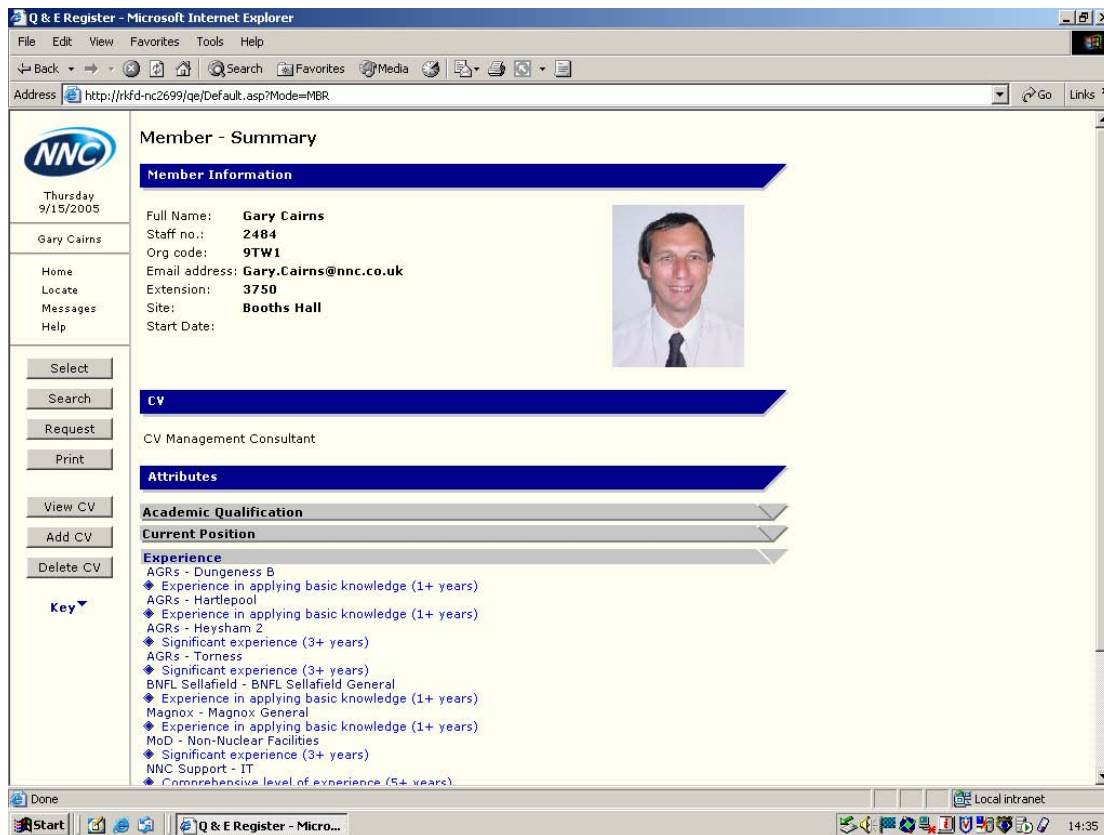 Q & E Register - Microsoft Internet Explorer
File Edit View Favorites Tools Help
Back Search Favorites Media
Address http://rkfd-nc2699/qe/Default.asp?Mode=MBR Go Links
NNC
Thursday
9/15/2005
Gary Cairns
Home
Locate
Messages
Help
Select
Search
Request
Print
View CV
Add CV
Delete CV
Key
Member - Summary
Member Information
Full Name: Gary Cairns
Staff no.: 2484
Org code: 9TW1
Email address: Gary.Cairns@nnc.co.uk
Extension: 3750
Site: Booths Hall
Start Date:
CV
CV Management Consultant
Attributes
Academic Qualification
Current Position
Experience
AGRs - Dungeness B
Experience in applying basic knowledge (1+ years)
AGRs - Hartlepool
Experience in applying basic knowledge (1+ years)
AGRs - Heysham 2
Significant experience (3+ years)
AGRs - Torness
Significant experience (3+ years)
BNFL Sellafield - BNFL Sellafield General
Experience in applying basic knowledge (1+ years)
Magnox - Magnox General
Experience in applying basic knowledge (1+ years)
MoD - Non-Nuclear Facilities
Significant experience (3+ years)
NNC Support - IT
Comprehensive level of experience (5+ years)
Done Local intranet
Start Q & E Register - Micro... 14:35